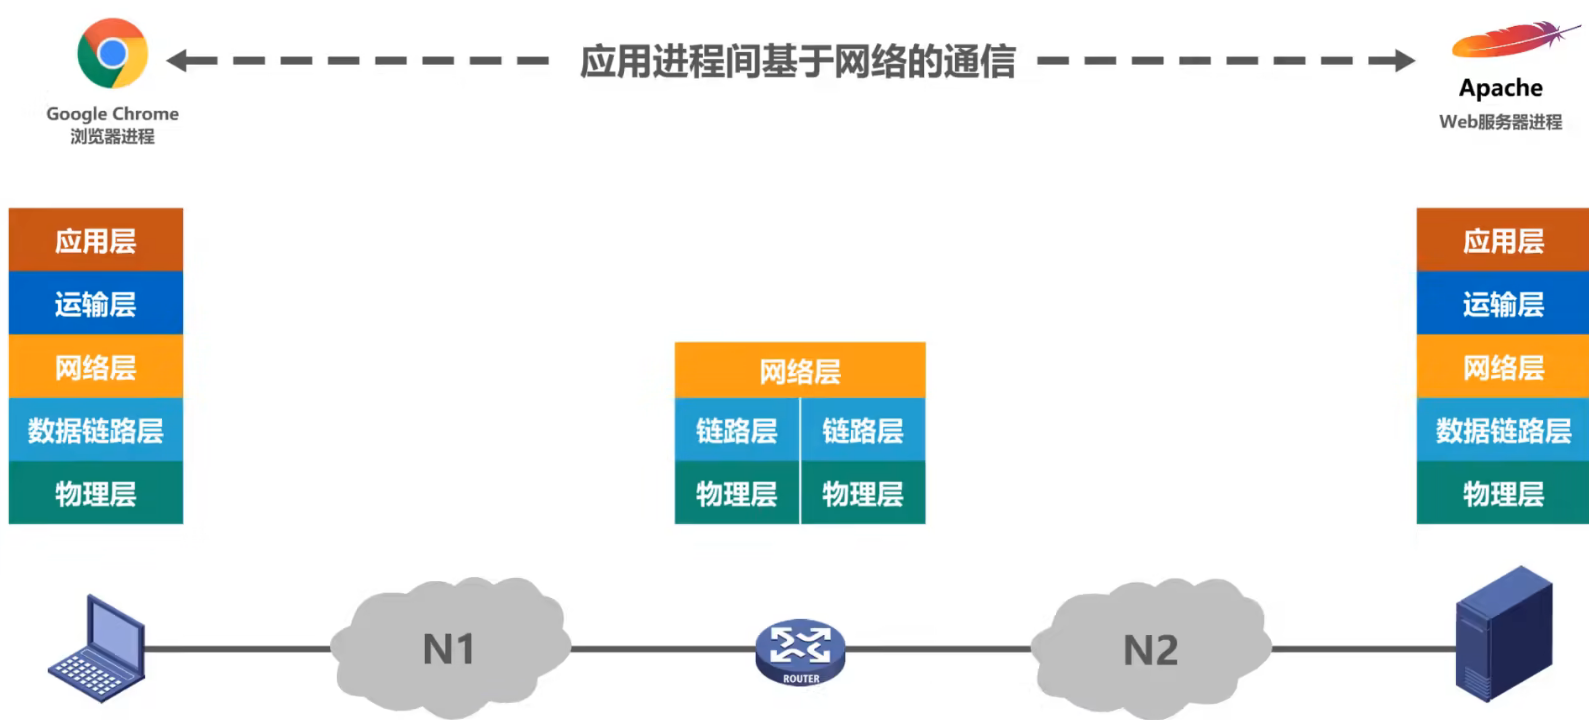 应用进程间基于网络的通信
Google Chrome
浏览器进程
Apache
Web服务器进程
应用层
运输层
网络层
数据链路层
物理层
网络层
链路层 链路层
物理层 物理层
应用层
运输层
网络层
数据链路层
物理层
N1
ROUTER
N2